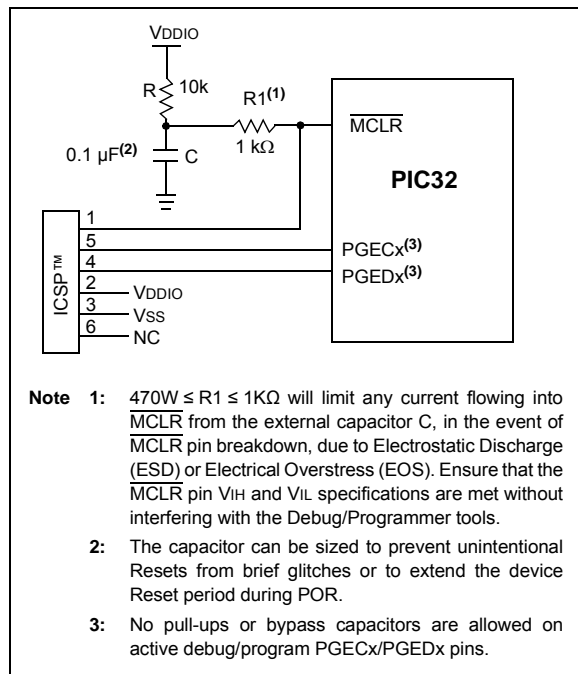 VDDIO
R 10k
R1(1)
1 kΩ
0.1 µF(2) C
MCLR
PIC32
ICSP™
1
5 PGECx(3)
4 PGEDx(3)
2 VDDIO
3 VSS
6 NC
Note 1: 470W ≤ R1 ≤ 1KΩ will limit any current flowing into
MCLR from the external capacitor C, in the event of
MCLR pin breakdown, due to Electrostatic Discharge
(ESD) or Electrical Overstress (EOS). Ensure that the
MCLR pin VIH and VIL specifications are met without
interfering with the Debug/Programmer tools.
2: The capacitor can be sized to prevent unintentional
Resets from brief glitches or to extend the device
Reset period during POR.
3: No pull-ups or bypass capacitors are allowed on
active debug/program PGECx/PGEDx pins.